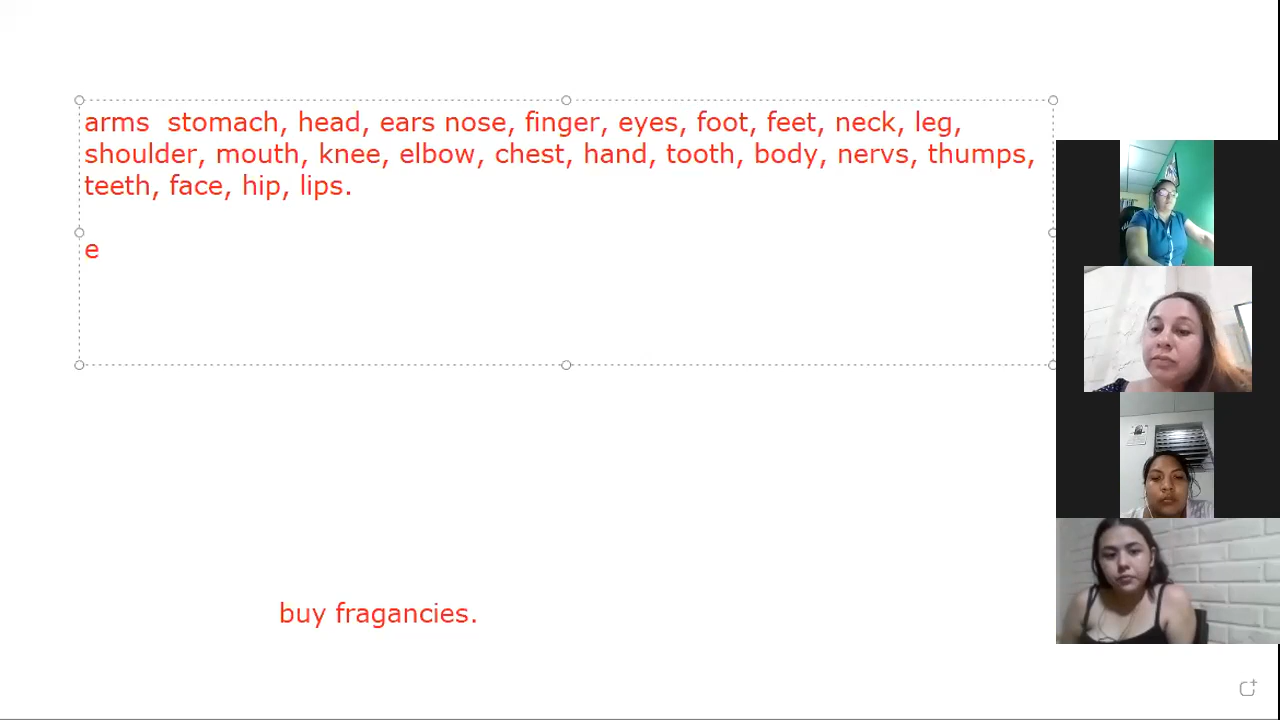 arms  stomach, head, ears nose, finger, eyes, foot, feet, neck, leg,
shoulder, mouth, knee, elbow, chest, hand, tooth, body, nervs, thumps,
teeth, face, hip, lips.
e
buy fragancies.